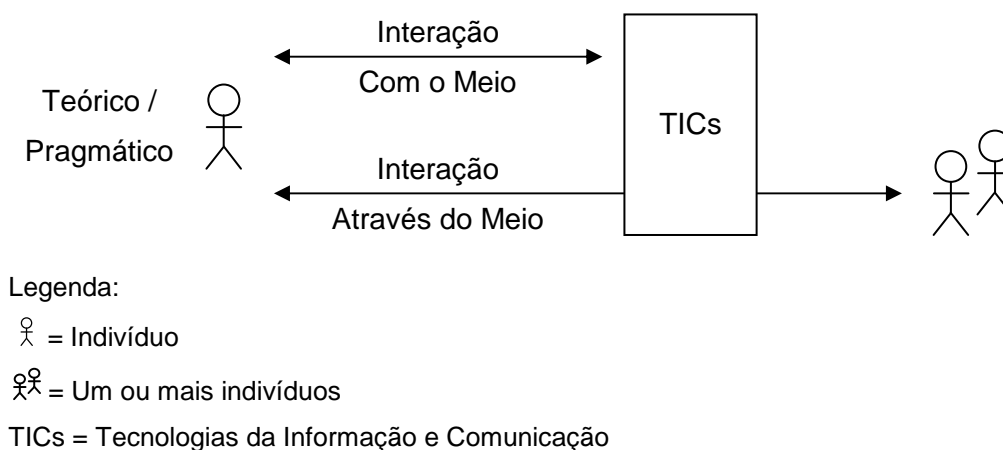 Interação
Com o Meio
Teórico /
Pragmático
TICs
Interação
Através do Meio
Legenda:
= Indivíduo
= Um ou mais indivíduos
TICs = Tecnologias da Informação e Comunicação